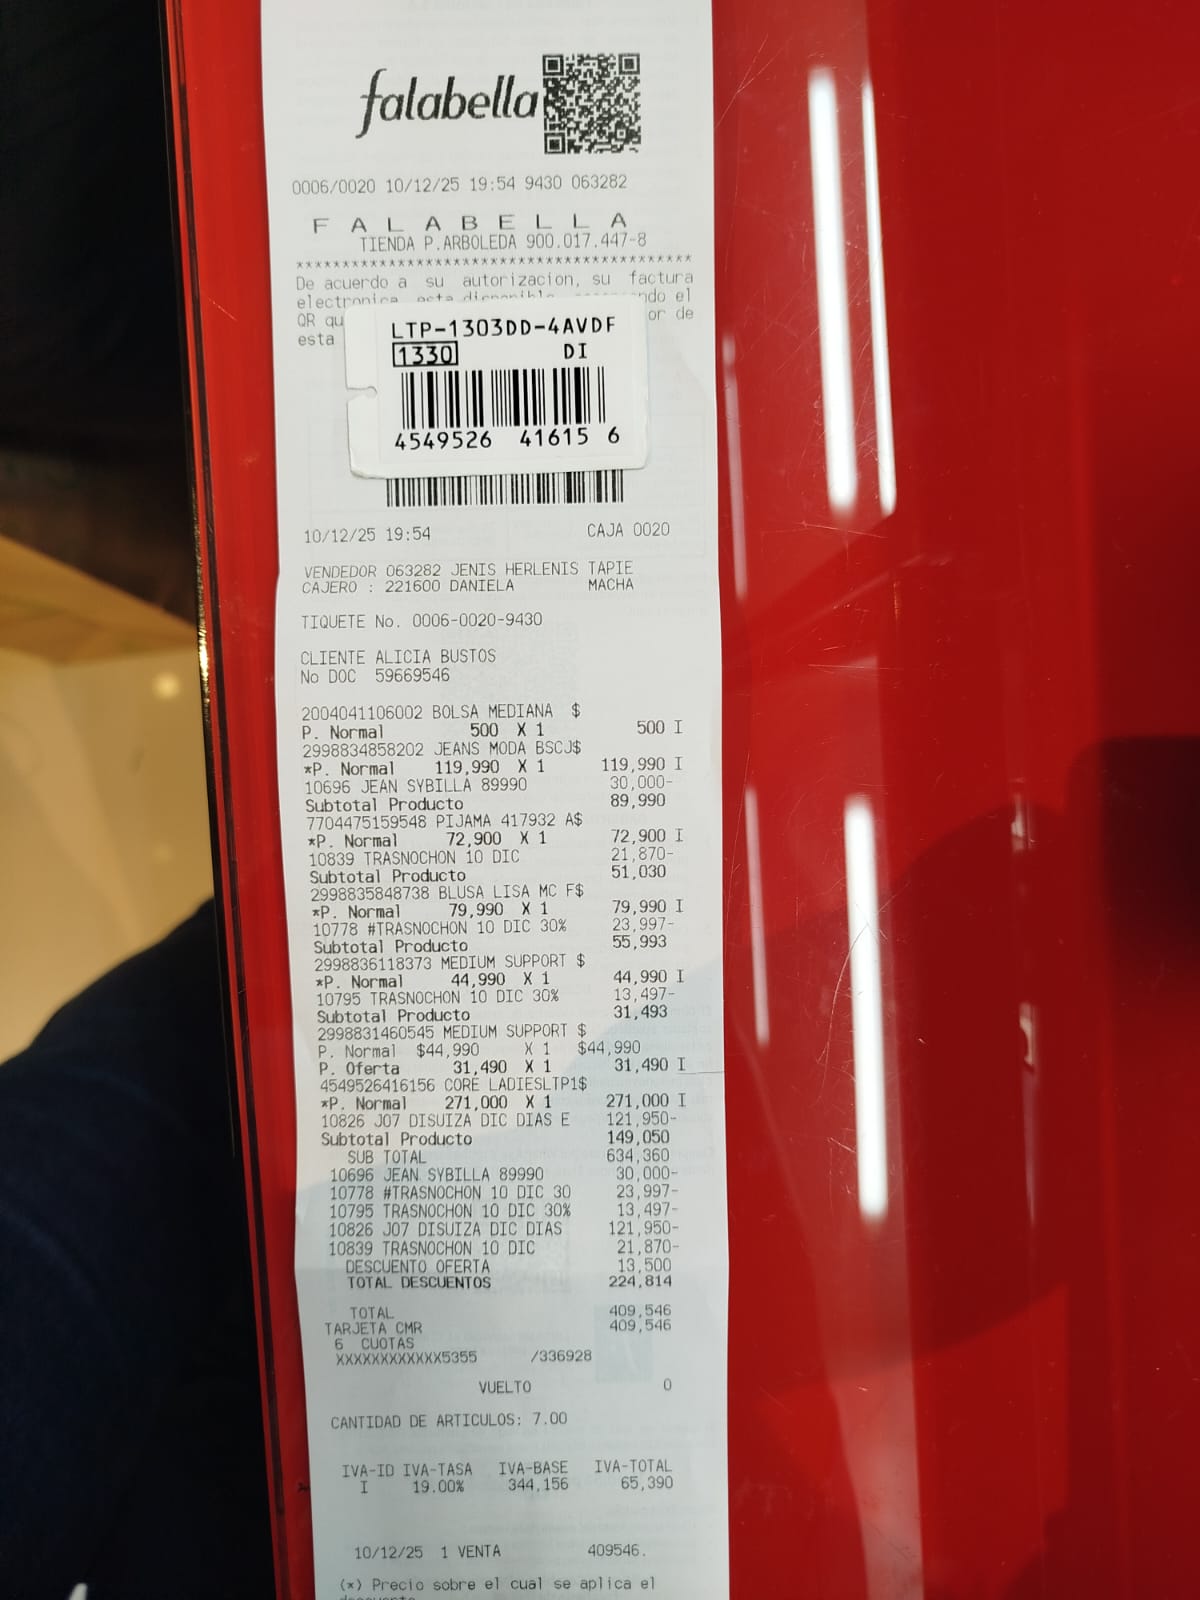 falabella
0006/0020 10/12/25 19:54 9430 063282
F A L A B E L L A
TIENDA P.ARBOLEDA 900.017.447-8
*******************************************
De acuerdo a su autorizacion, su factura
electronica esta disponible el
QR or de
esta
LTP-1303DD-4AVDF
1330 DI
4549526 41615 6
10/12/25 19:54 CAJA 0020
VENDEDOR 063282 JENIS HERLENIS TAPIE
CAJERO : 221600 DANIELA MACHA
TIQUETE No. 0006-0020-9430
CLIENTE ALICIA BUSTOS
No DOC 59669546
2004041106002 BOLSA MEDIANA $
P. Normal 500 X 1 500 I
2998834858202 JEANS MODA BSCJ$
*P. Normal 119,990 X 1 119,990 I
10696 JEAN SYBILLA 89990 30,000-
Subtotal Producto 89,990
7704475159548 PIJAMA 417932 A$
*P. Normal 72,900 X 1 72,900 I
10839 TRASNOCHON 10 DIC 21,870-
Subtotal Producto 51,030
2998835848738 BLUSA LISA MC F$
*P. Normal 79,990 X 1 79,990 I
10778 #TRASNOCHON 10 DIC 30% 23,997-
Subtotal Producto 55,993
2998836118373 MEDIUM SUPPORT $
*P. Normal 44,990 X 1 44,990 I
10795 TRASNOCHON 10 DIC 30% 13,497-
Subtotal Producto 31,493
2998831460545 MEDIUM SUPPORT $
P. Normal $44,990 X 1 $44,990
P. Oferta 31,490 X 1 31,490 I
4549526416156 CORE LADIESLTP1$
*P. Normal 271,000 X 1 271,000 I
10826 J07 DISUIZA DIC DIAS E 121,950-
Subtotal Producto 149,050
SUB TOTAL 634,360
10696 JEAN SYBILLA 89990 30,000-
10778 #TRASNOCHON 10 DIC 30 23,997-
10795 TRASNOCHON 10 DIC 30% 13,497-
10826 J07 DISUIZA DIC DIAS 121,950-
10839 TRASNOCHON 10 DIC 21,870-
DESCUENTO OFERTA 13,500
TOTAL DESCUENTOS 224,814
TOTAL 409,546
TARJETA CMR 409,546
6 CUOTAS
XXXXXXXXXXXX5355 /336928
VUELTO 0
CANTIDAD DE ARTICULOS: 7.00
IVA-ID IVA-TASA IVA-BASE IVA-TOTAL
I 19.00% 344,156 65,390
10/12/25 1 VENTA 409546.
(*) Precio sobre el cual se aplica el